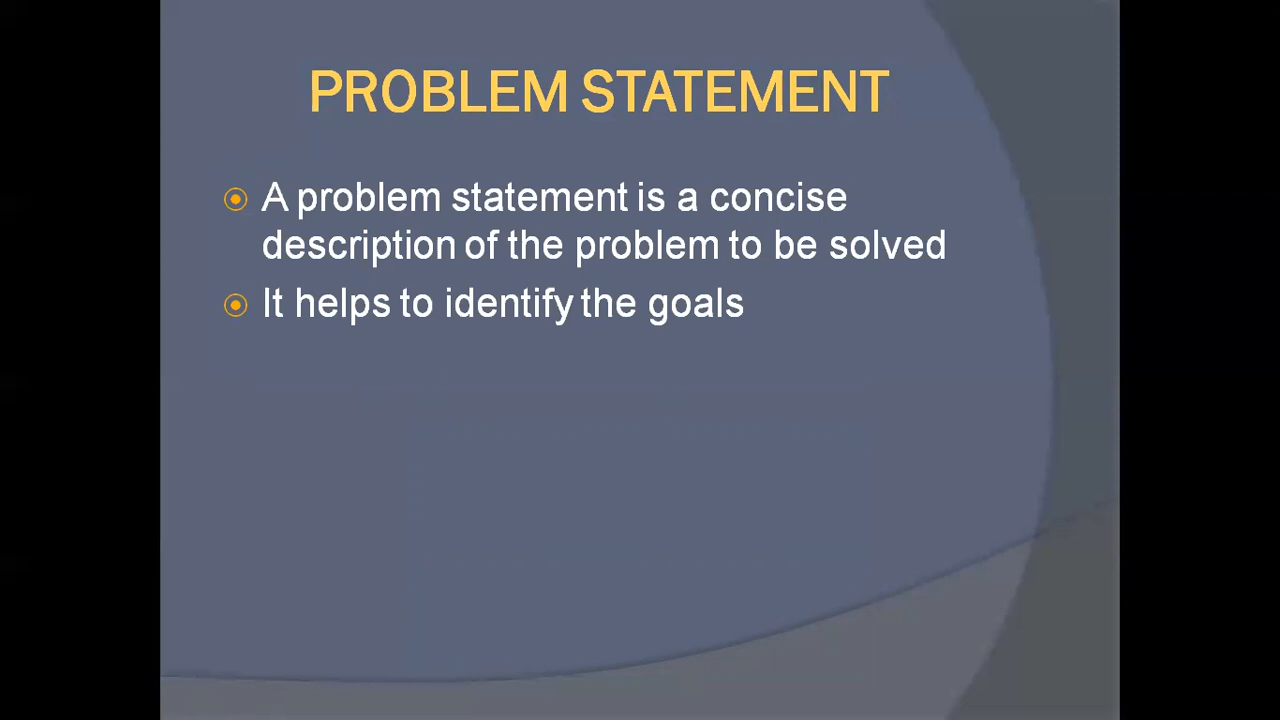 PROBLEM STATEMENT
A problem statement is a concise
description of the problem to be solved
It helps to identify the goals